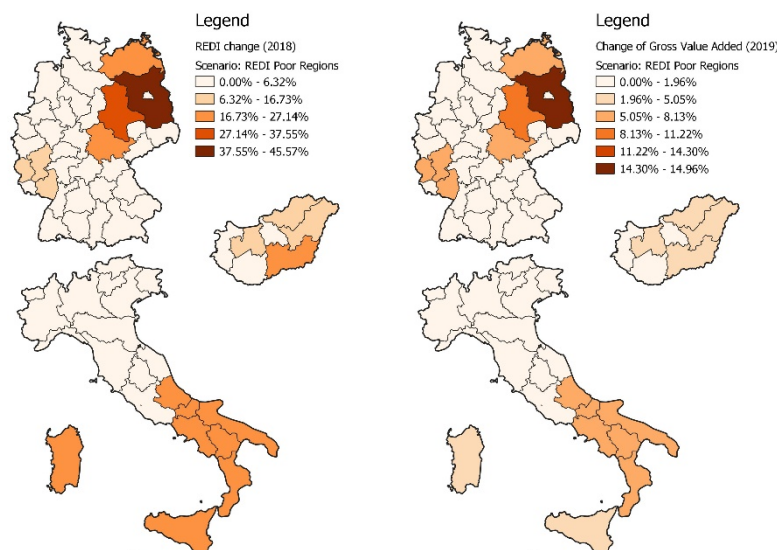 Legend
REDI change (2018)
Scenario: REDI Poor Regions
0.00% - 6.32%
6.32% - 16.73%
16.73% - 27.14%
27.14% - 37.55%
37.55% - 45.57%
Legend
Change of Gross Value Added (2019)
Scenario: REDI Poor Regions
0.00% - 1.96%
1.96% - 5.05%
5.05% - 8.13%
8.13% - 11.22%
11.22% - 14.30%
14.30% - 14.96%